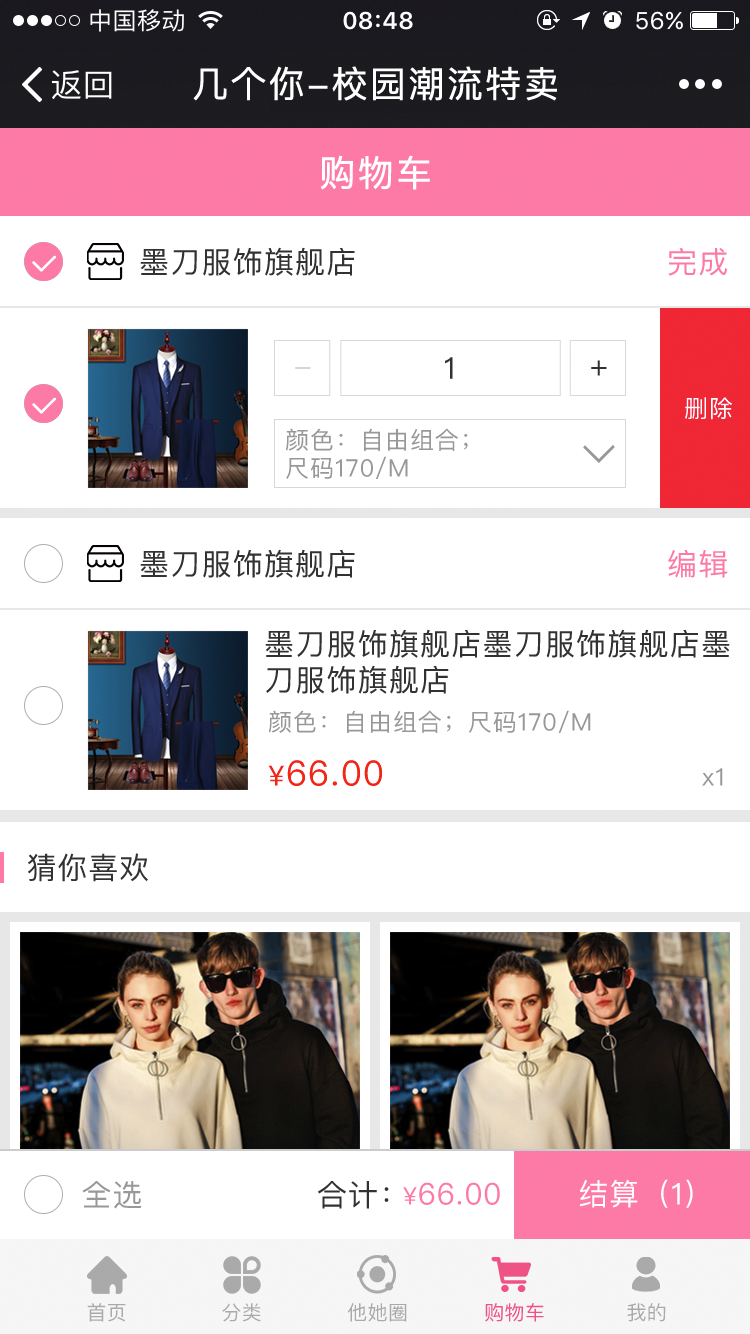 中国移动 08:48 56%
返回 几个你–校园潮流特卖
购物车
墨刀服饰旗舰店 完成
1
删除
颜色：自由组合；
尺码170/M
墨刀服饰旗舰店 编辑
墨刀服饰旗舰店墨刀服饰旗舰店墨
刀服饰旗舰店
颜色：自由组合；尺码170/M
¥66.00 x1
猜你喜欢
全选 合计：¥66.00 结算（1）
首页 分类 他她圈 购物车 我的